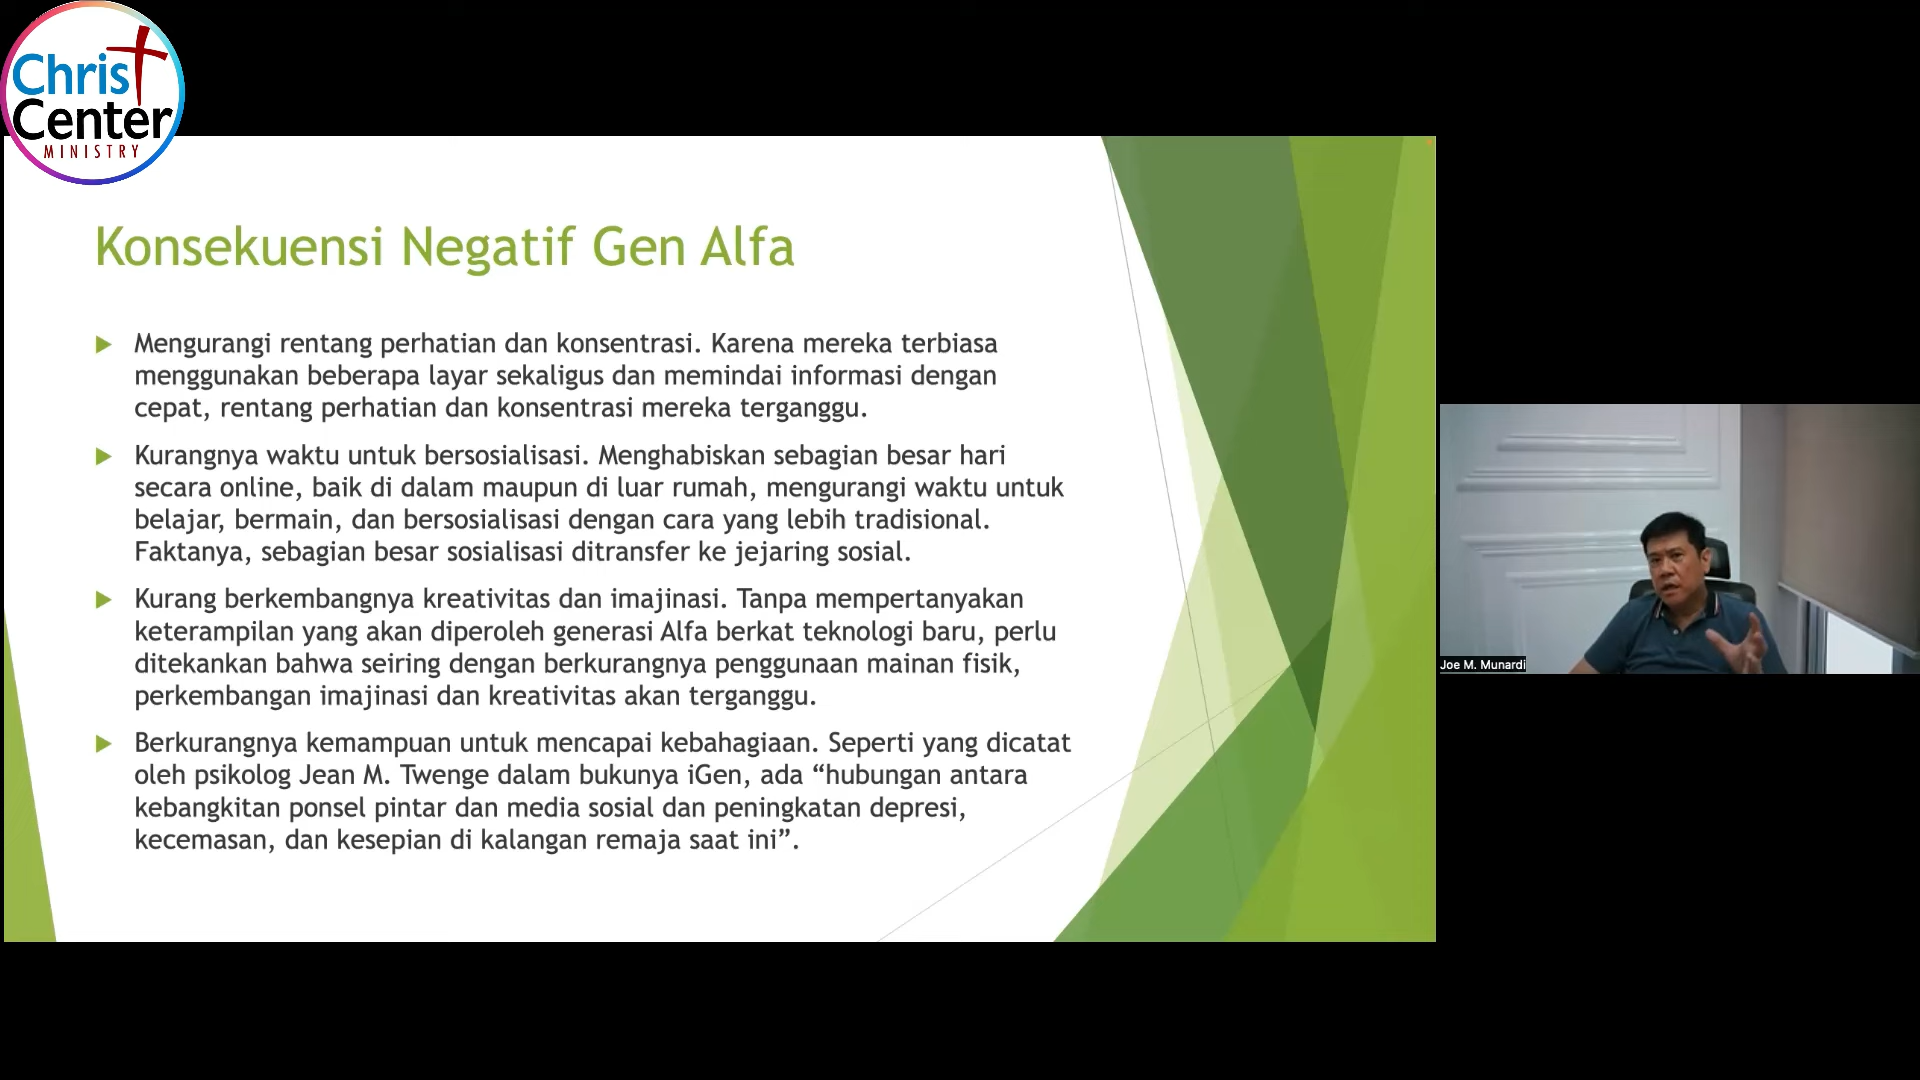 Christ
Center
MINISTRY
Konsekuensi Negatif Gen Alfa
Mengurangi rentang perhatian dan konsentrasi. Karena mereka terbiasa
menggunakan beberapa layar sekaligus dan memindai informasi dengan
cepat, rentang perhatian dan konsentrasi mereka terganggu.
Kurangnya waktu untuk bersosialisasi. Menghabiskan sebagian besar hari
secara online, baik di dalam maupun di luar rumah, mengurangi waktu untuk
belajar, bermain, dan bersosialisasi dengan cara yang lebih tradisional.
Faktanya, sebagian besar sosialisasi ditransfer ke jejaring sosial.
Kurang berkembangnya kreativitas dan imajinasi. Tanpa mempertanyakan
keterampilan yang akan diperoleh generasi Alfa berkat teknologi baru, perlu
ditekankan bahwa seiring dengan berkurangnya penggunaan mainan fisik,
perkembangan imajinasi dan kreativitas akan terganggu.
Berkurangnya kemampuan untuk mencapai kebahagiaan. Seperti yang dicatat
oleh psikolog Jean M. Twenge dalam bukunya iGen, ada “hubungan antara
kebangkitan ponsel pintar dan media sosial dan peningkatan depresi,
kecemasan, dan kesepian di kalangan remaja saat ini”.
Joe M. Munardi